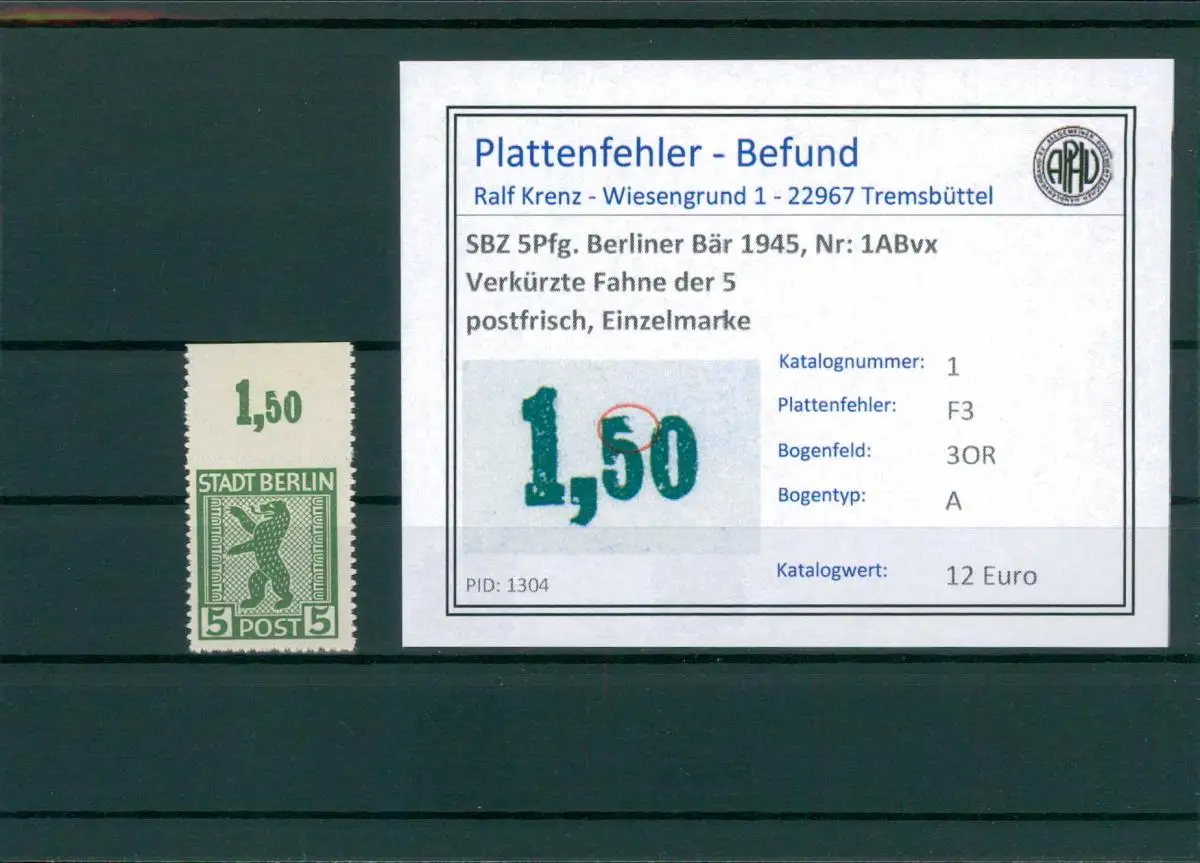 1,50
STADT BERLIN
5 POST 5
Plattenfehler - Befund
Ralf Krenz - Wiesengrund 1 - 22967 Tremsbüttel
APHV
SBZ 5Pfg. Berliner Bär 1945, Nr: 1ABvx
Verkürzte Fahne der 5
postfrisch, Einzelmarke
1,50
Katalognummer: 1
Plattenfehler: F3
Bogenfeld: 3OR
Bogentyp: A
Katalogwert: 12 Euro
PID: 1304